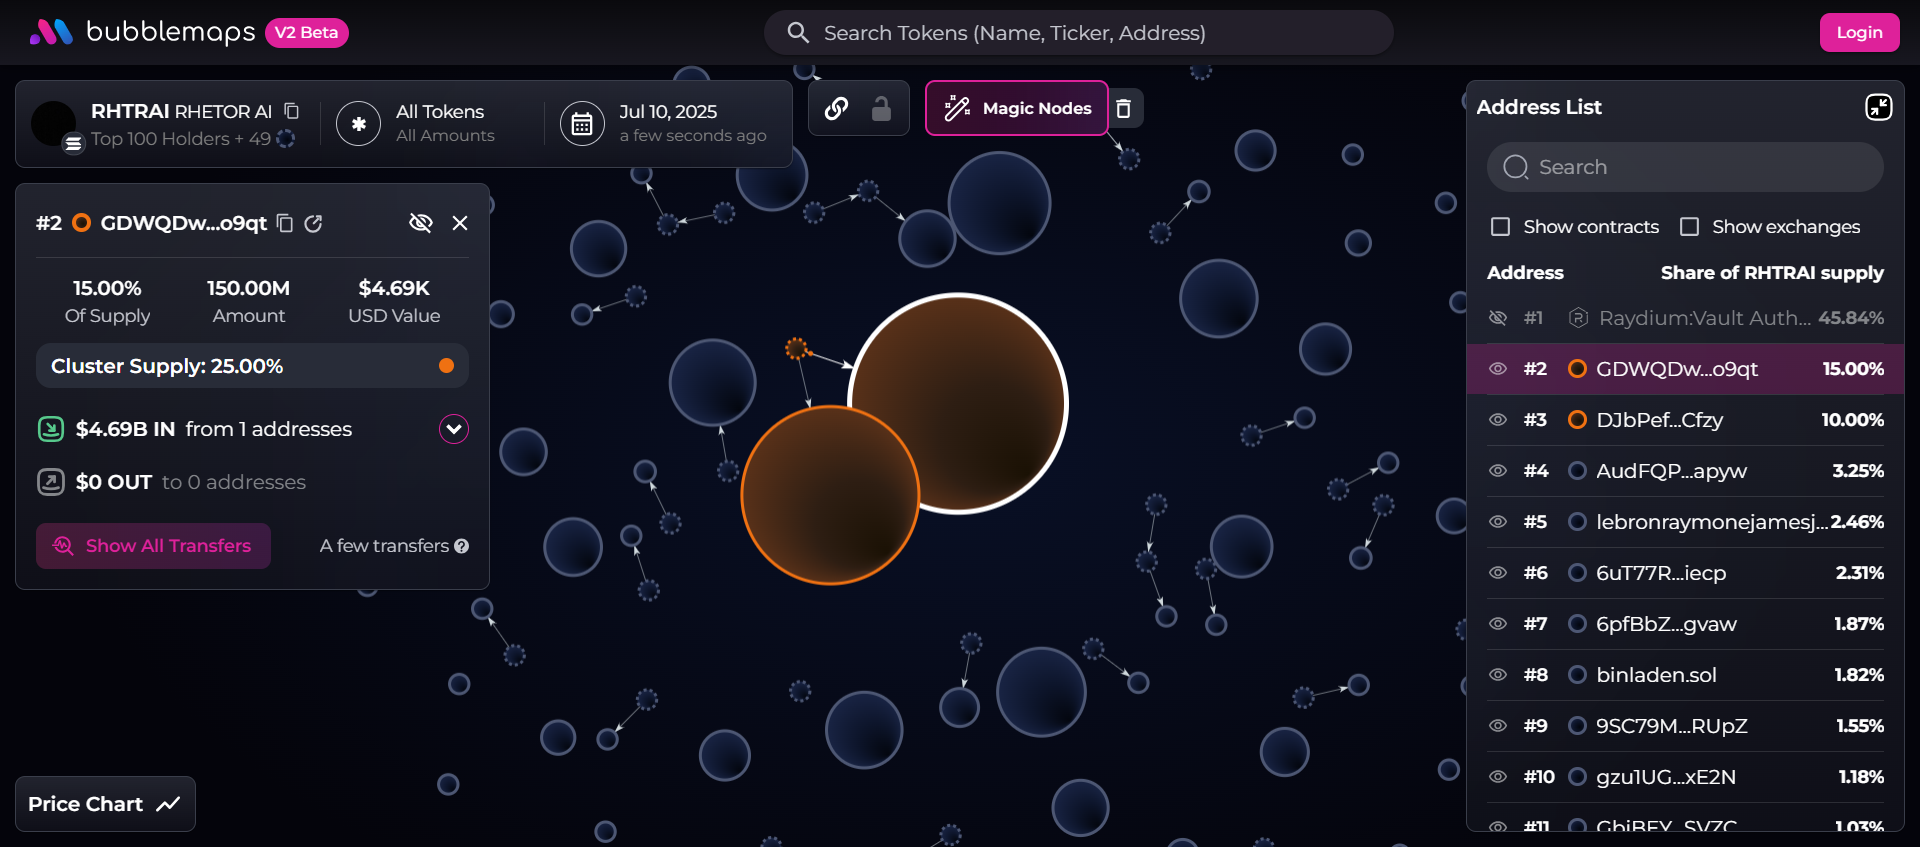 bubblemaps V2 Beta
Search Tokens (Name, Ticker, Address)
Login
RHTRAI RHETOR AI
Top 100 Holders + 49
All Tokens
All Amounts
Jul 10, 2025
a few seconds ago
Magic Nodes
#2 GDWQDw...o9qt
15.00% 150.00M $4.69K
Of Supply Amount USD Value
Cluster Supply: 25.00%
$4.69B IN from 1 addresses
$0 OUT to 0 addresses
Show All Transfers A few transfers
Price Chart
Address List
Search
Show contracts Show exchanges
Address Share of RHTRAI supply
#1 Raydium:Vault Auth... 45.84%
#2 GDWQDw...o9qt 15.00%
#3 DJbPef...Cfzy 10.00%
#4 AudFQP...apyw 3.25%
#5 lebronraymonejamesj... 2.46%
#6 6uT77R...iecp 2.31%
#7 6pfBbZ...gvaw 1.87%
#8 binladen.sol 1.82%
#9 9SC79M...RUpZ 1.55%
#10 gzu1UG...xE2N 1.18%
#11 1.03%